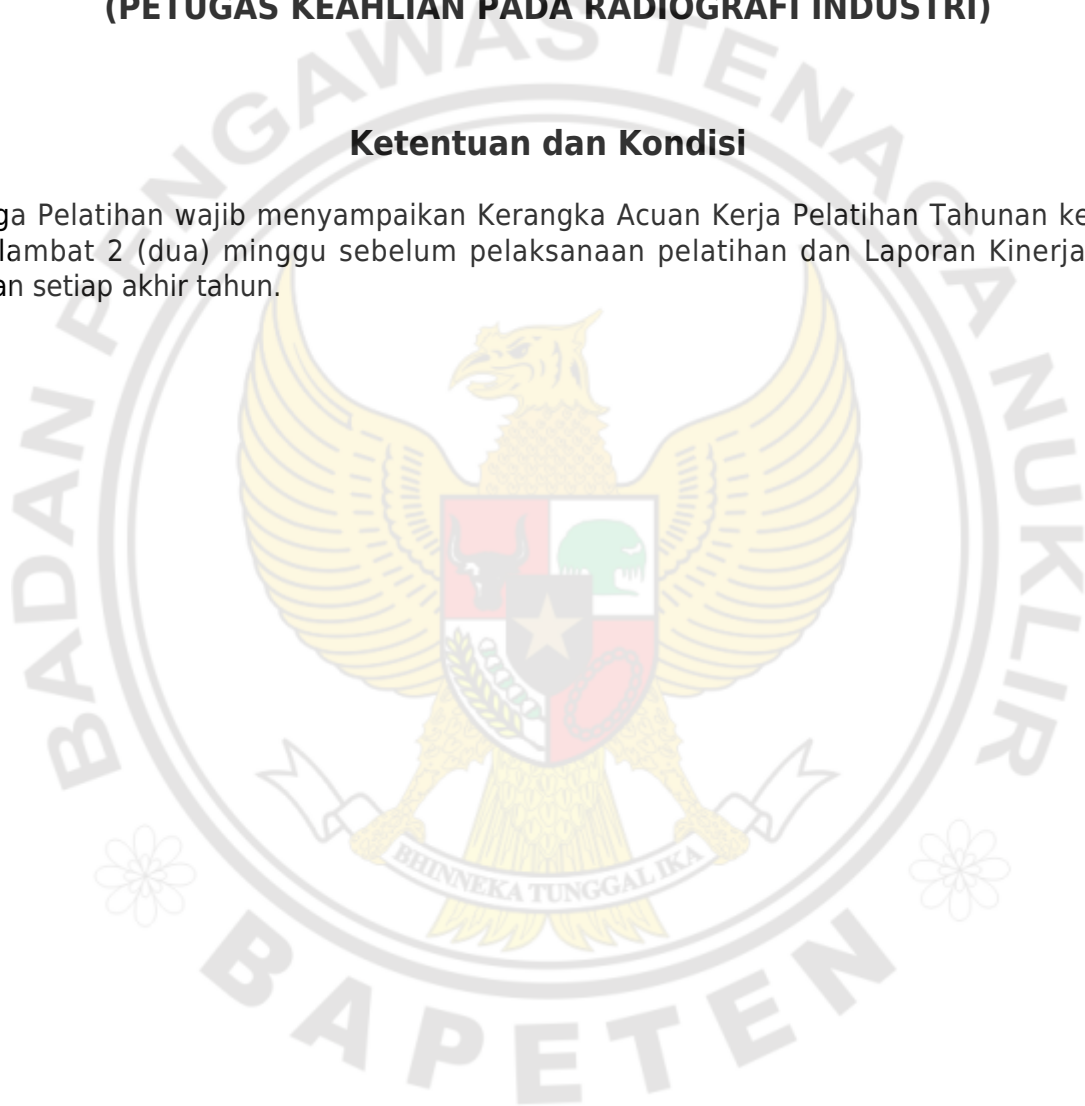 (PETUGAS KEAHLIAN PADA RADIOGRAFI INDUSTRI)
Ketentuan dan Kondisi
ga Pelatihan wajib menyampaikan Kerangka Acuan Kerja Pelatihan Tahunan ke
lambat 2 (dua) minggu sebelum pelaksanaan pelatihan dan Laporan Kinerja
an setiap akhir tahun.
BADAN PENGAWAS TENAGA NUKLIR
BHINNEKA TUNGGAL IKA
BAPETEN